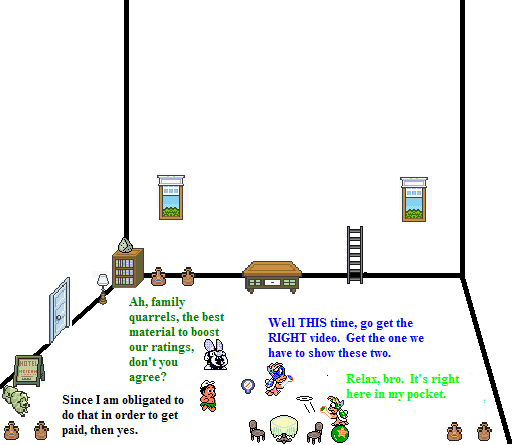 Ah, family
quarrels, the best
material to boost
our ratings,
don't you
agree?
Well THIS time, go get the
RIGHT video.  Get the one we
have to show these two.
Relax, bro.  It's right
here in my pocket.
HOTEL
Since I am obligated to
do that in order to get
paid, then yes.